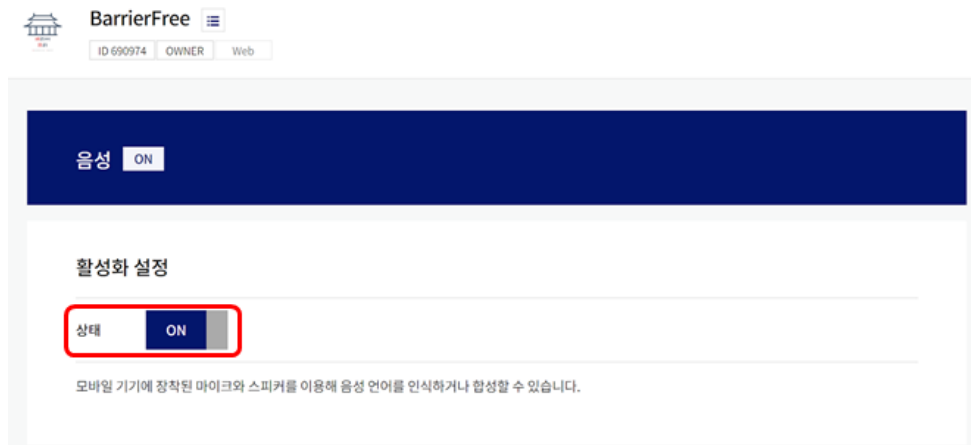 BarrierFree
ID 690974 OWNER Web
음성 ON
활성화 설정
상태 ON
모바일 기기에 장착된 마이크와 스피커를 이용해 음성 언어를 인식하거나 합성할 수 있습니다.